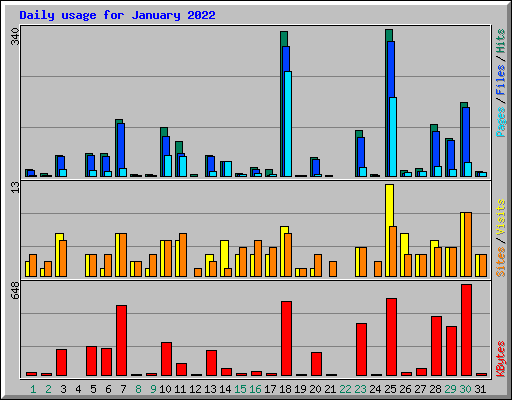 Daily usage for January 2022
340
Pages / Files / Hits
13
Sites / Visits
648
KBytes
1 2 3 4 5 6 7 8 9 10 11 12 13 14 15 16 17 18 19 20 21 22 23 24 25 26 27 28 29 30 31